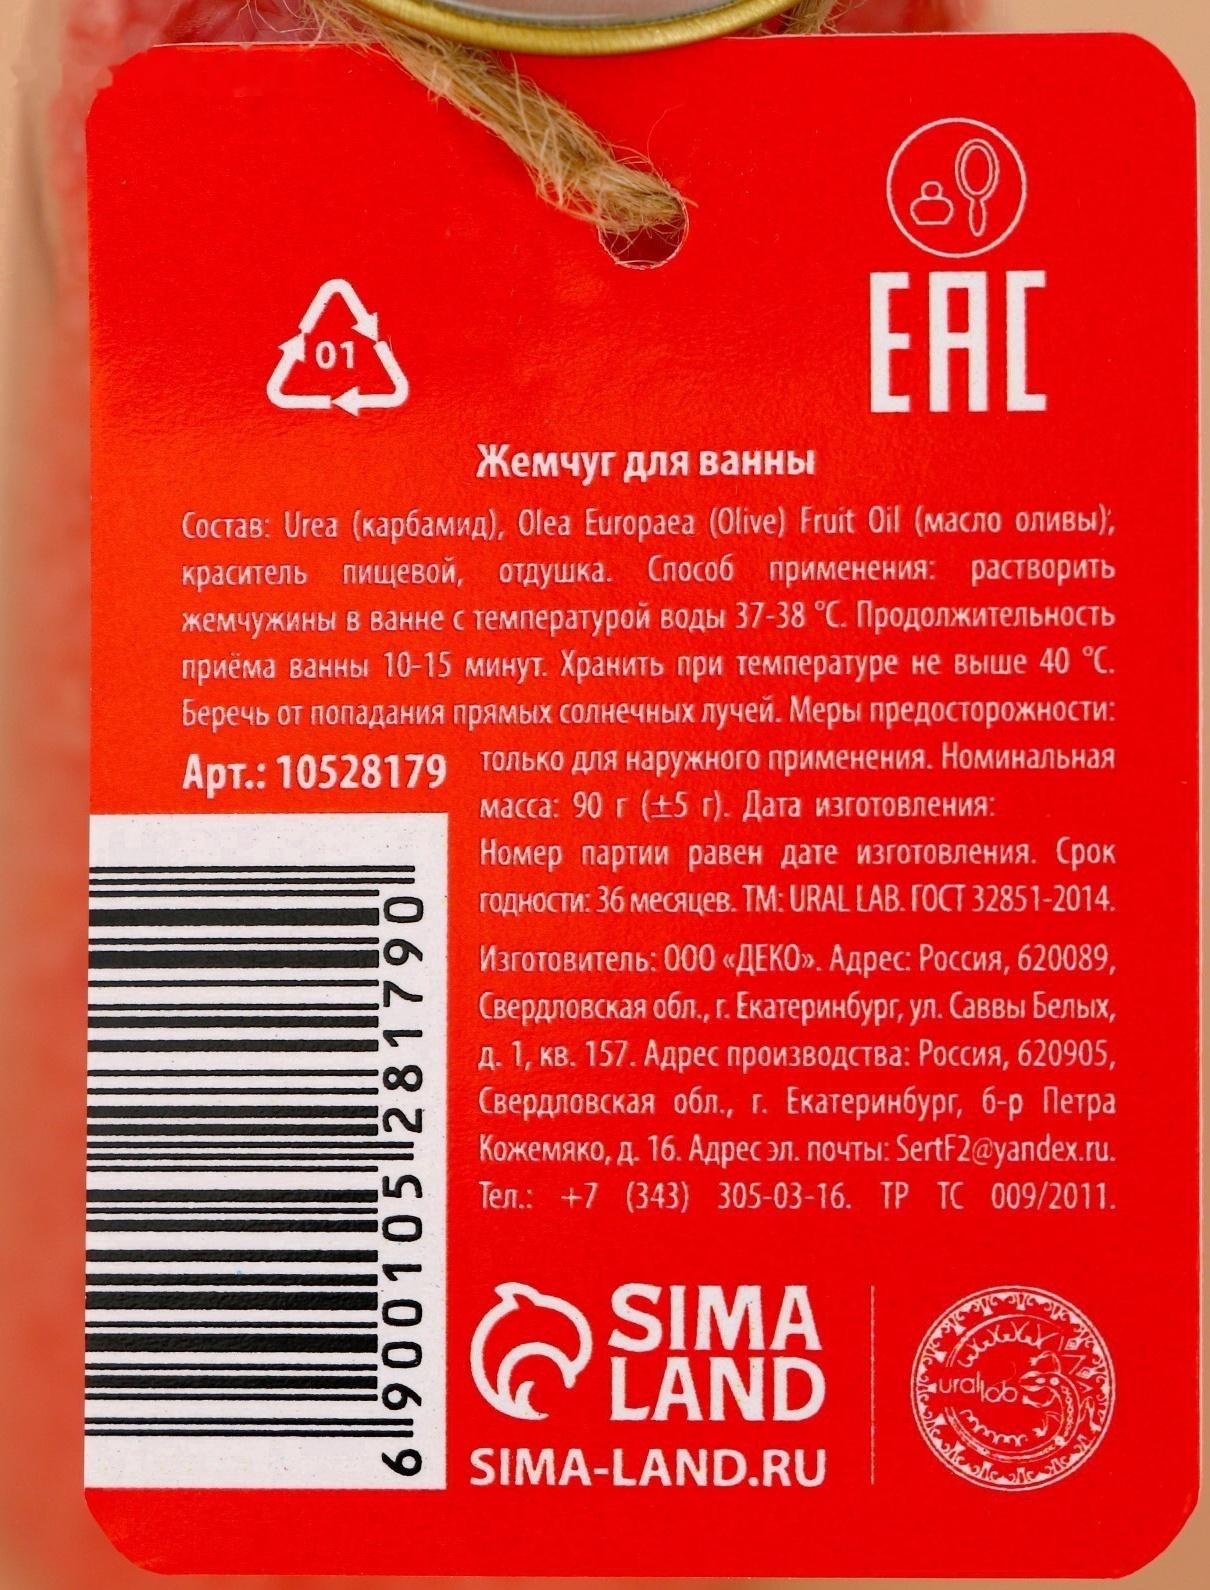 01
EAC
Жемчуг для ванны
Состав: Urea (карбамид), Olea Europaea (Olive) Fruit Oil (масло оливы),
краситель пищевой, отдушка. Способ применения: растворить
жемчужины в ванне с температурой воды 37-38 °С. Продолжительность
приёма ванны 10-15 минут. Хранить при температуре не выше 40 °С.
Беречь от попадания прямых солнечных лучей. Меры предосторожности:
только для наружного применения. Номинальная
Арт.: 10528179
масса: 90 г (±5 г). Дата изготовления:
Номер партии равен дате изготовления. Срок
годности: 36 месяцев. ТМ: URAL LAB. ГОСТ 32851-2014.
Изготовитель: ООО «ДЕКО». Адрес: Россия, 620089,
Свердловская обл., г. Екатеринбург, ул. Саввы Белых,
д. 1, кв. 157. Адрес производства: Россия, 620905,
Свердловская обл., г. Екатеринбург, б-р Петра
Кожемяко, д. 16. Адрес эл. почты: SertF2@yandex.ru.
Тел.: +7 (343) 305-03-16. ТР ТС 009/2011.
6 900105 281790
SIMA
LAND
SIMA-LAND.RU
ural lab